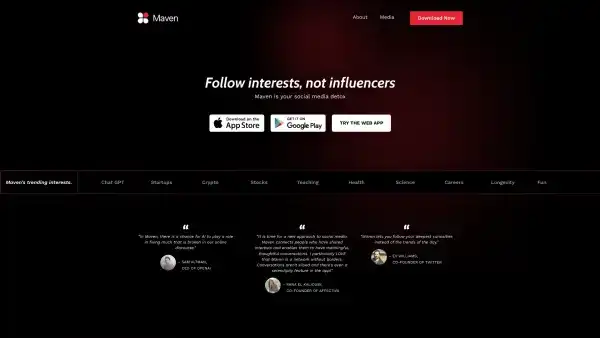 Maven
About
Media
Download Now
Follow interests, not influencers
Maven is your social media detox
Download on the
App Store
GET IT ON
Google Play
TRY THE WEB APP
Maven's trending interests.
Chat GPT
Startups
Crypto
Stocks
Teaching
Health
Science
Careers
Longevity
Fun
"In Maven, there is a chance for AI to play a role
in fixing much that is broken in our online
discourse."
– SAM ALTMAN,
CEO OF OPENAI
"It is time for a new approach to social media.
Maven connects people who have shared
interests and enables them to have meaningful,
thoughtful conversations. I particularly LOVE
that Maven is a network without borders.
Conversations aren't siloed and there's even a
serendipity feature in the app!"
– RANA EL KALIOUBY,
CO-FOUNDER OF AFFECTIVA
"Maven lets you follow your deepest curiosities
instead of the trends of the day."
– EV WILLIAMS,
CO-FOUNDER OF TWITTER